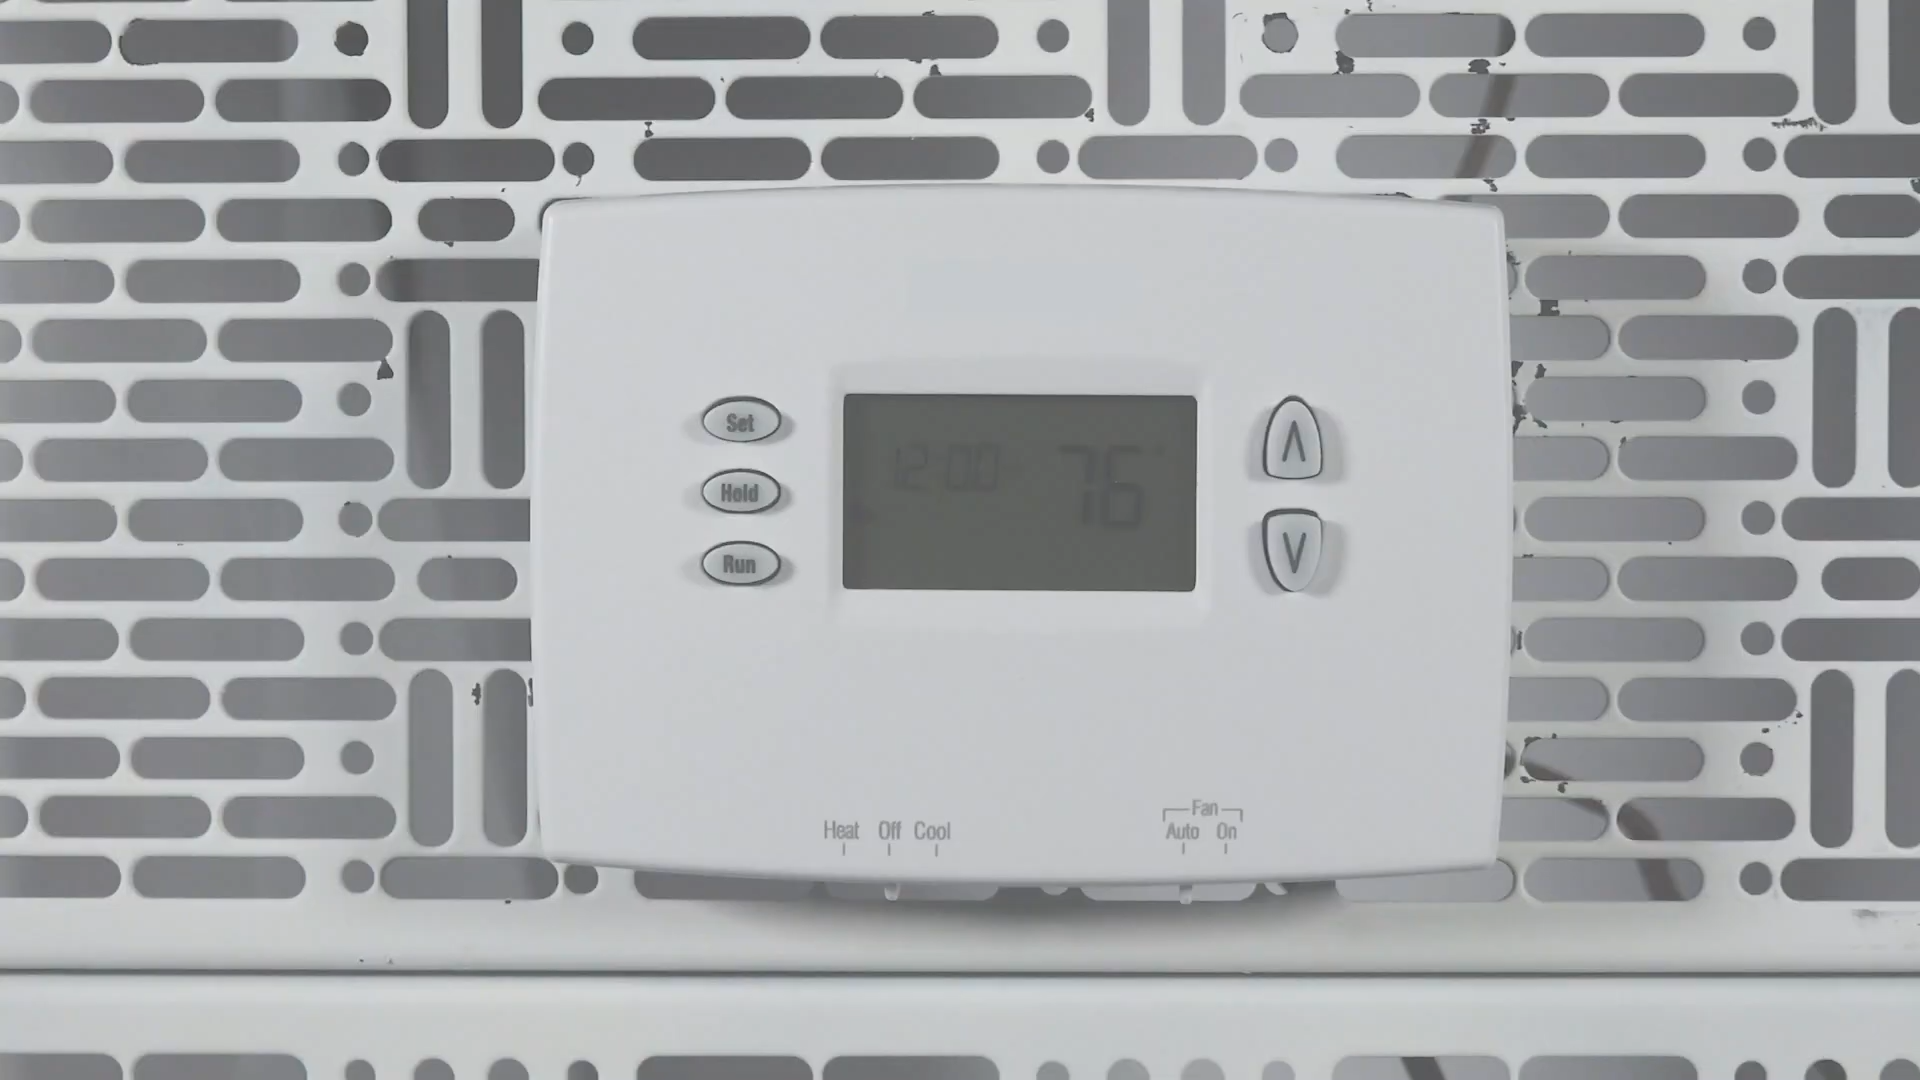 Set
Hold
Run
12:00 76°
∧
∨
Heat Off Cool
Fan
Auto On